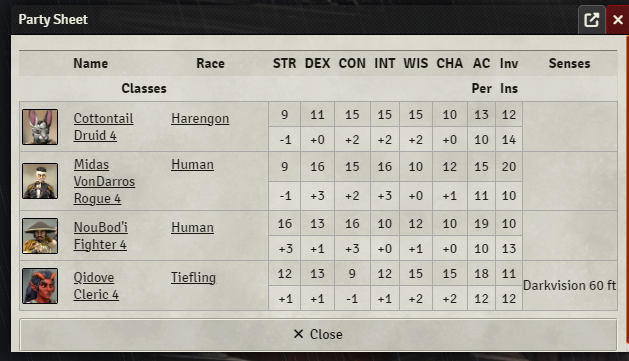 Party Sheet
Name Race STR DEX CON INT WIS CHA AC Inv Senses
Classes Per Ins
Cottontail Harengon 9 11 15 15 15 10 13 12
Druid 4 -1 +0 +2 +2 +2 +0 10 14
Midas Human 9 16 15 16 10 12 15 20
VonDarros
Rogue 4 -1 +3 +2 +3 +0 +1 11 10
NouBod'i Human 16 13 16 10 12 10 19 10
Fighter 4 +3 +1 +3 +0 +1 +0 10 13
Qidove Tiefling 12 13 9 12 15 15 18 11 Darkvision 60 ft
Cleric 4 +1 +1 -1 +1 +2 +2 12 12
Close